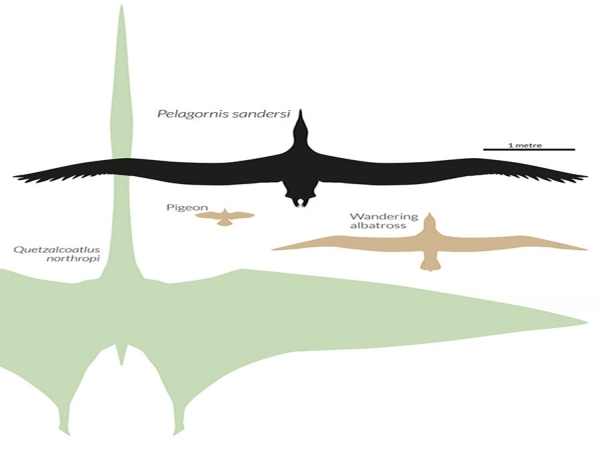 Pelagornis sandersi
1 metre
Pigeon
Wandering
albatross
Quetzalcoatlus
northropi